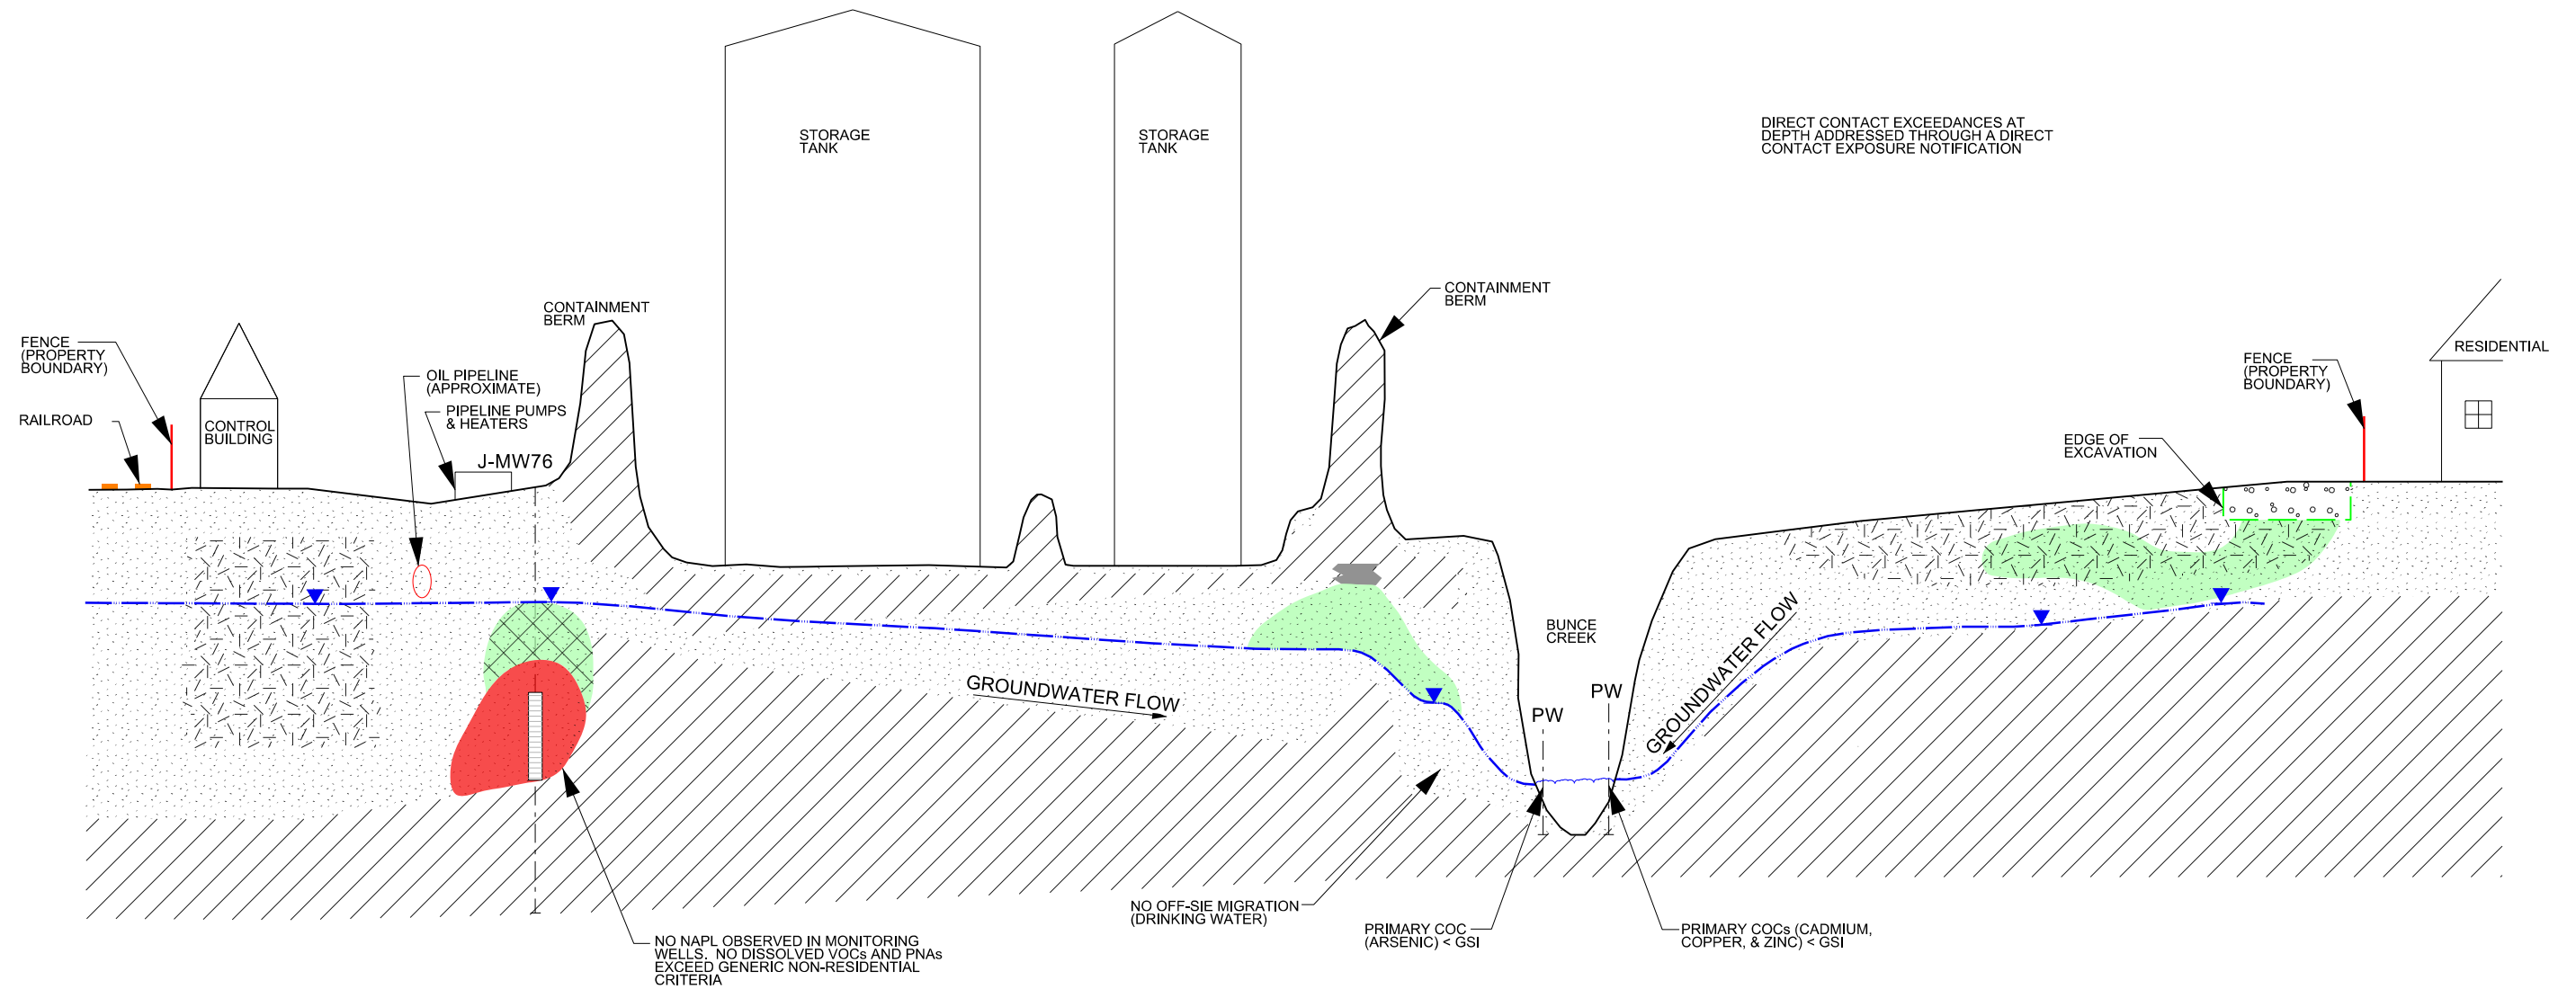 STORAGE
TANK
STORAGE
TANK
DIRECT CONTACT EXCEEDANCES AT
DEPTH ADDRESSED THROUGH A DIRECT
CONTACT EXPOSURE NOTIFICATION
CONTAINMENT
BERM
CONTAINMENT
BERM
FENCE
(PROPERTY
BOUNDARY)
RAILROAD
CONTROL
BUILDING
OIL PIPELINE
(APPROXIMATE)
PIPELINE PUMPS
& HEATERS
J-MW76
FENCE
(PROPERTY
BOUNDARY)
RESIDENTIAL
EDGE OF
EXCAVATION
BUNCE
CREEK
GROUNDWATER FLOW
PW
PW
GROUNDWATER FLOW
NO OFF-SIE MIGRATION
(DRINKING WATER)
PRIMARY COC
(ARSENIC) < GSI
PRIMARY COCs (CADMIUM,
COPPER, & ZINC) < GSI
NO NAPL OBSERVED IN MONITORING
WELLS.  NO DISSOLVED VOCs AND PNAs
EXCEED GENERIC NON-RESIDENTIAL
CRITERIA